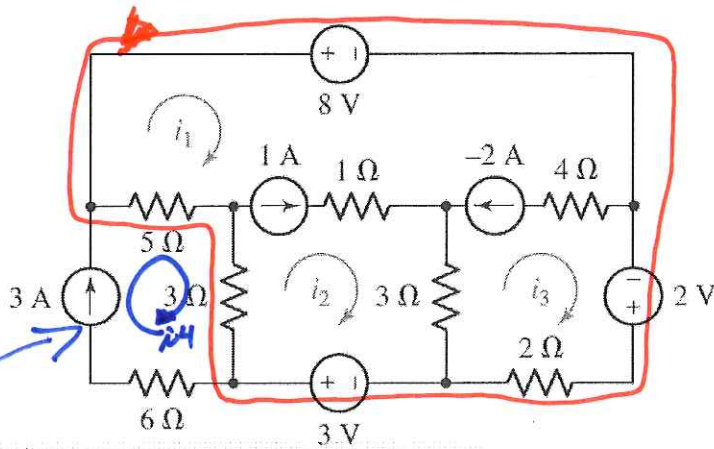 + -
8 V
i₁
1 A
1 Ω
-2 A
4 Ω
5 Ω
3 A
3 Ω
i₂
3 Ω
i₃
-
+
2 V
i4
2 Ω
6 Ω
+ -
3 V